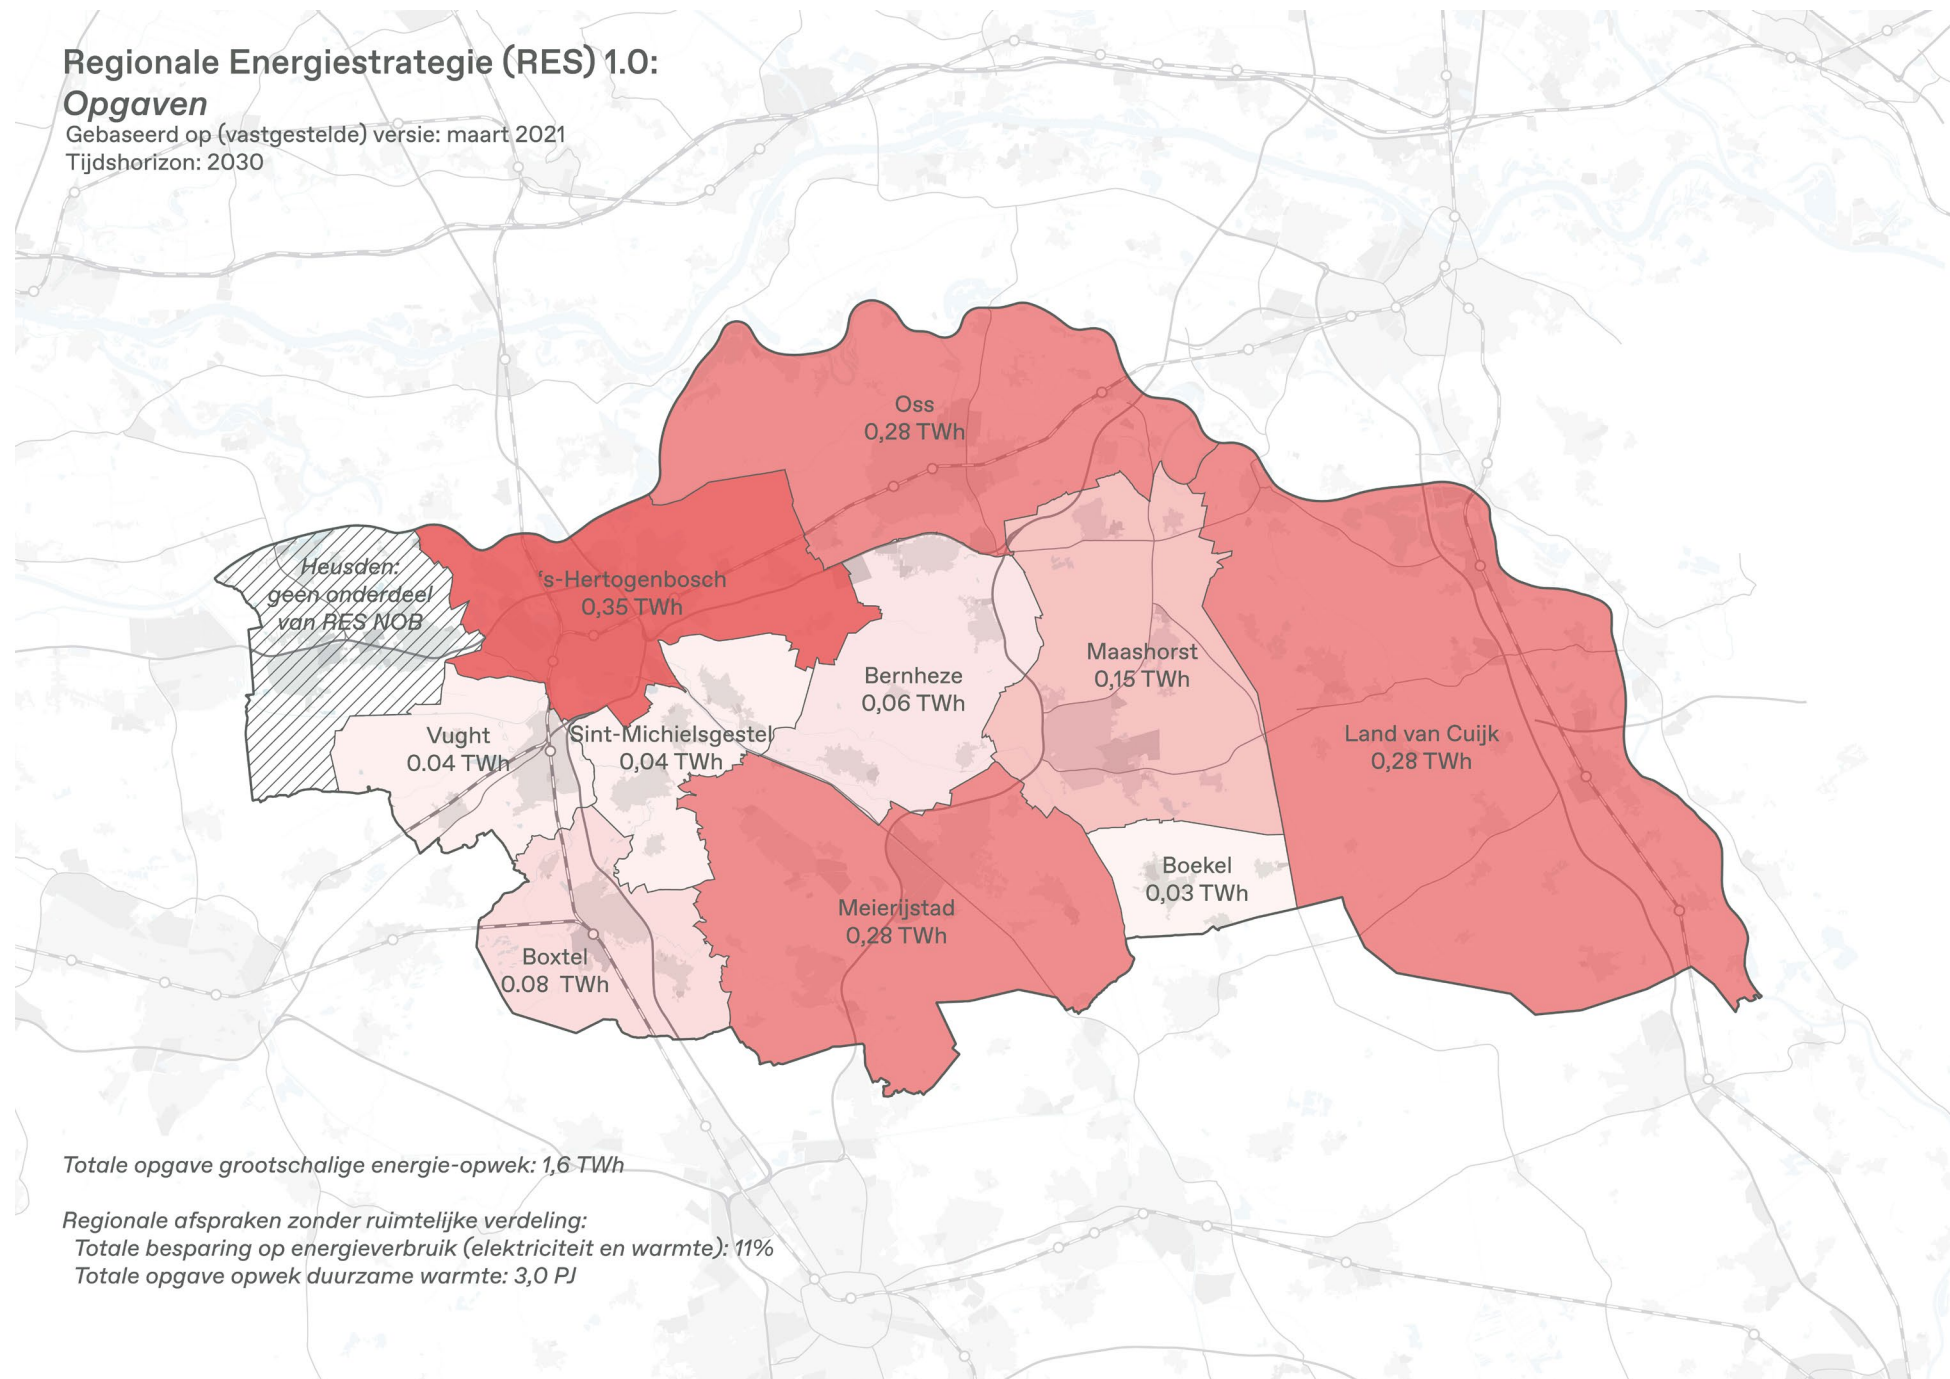 Regionale Energiestrategie (RES) 1.0:
Opgaven
Gebaseerd op (vastgestelde) versie: maart 2021
Tijdshorizon: 2030
Oss
0,28 TWh
Heusden:
geen onderdeel
van RES NOB
's-Hertogenbosch
0,35 TWh
Bernheze
0,06 TWh
Maashorst
0,15 TWh
Vught
0.04 TWh
Sint-Michielsgestel
0,04 TWh
Land van Cuijk
0,28 TWh
Boekel
0,03 TWh
Meierijstad
0,28 TWh
Boxtel
0.08 TWh
Totale opgave grootschalige energie-opwek: 1,6 TWh
Regionale afspraken zonder ruimtelijke verdeling:
Totale besparing op energieverbruik (elektriciteit en warmte): 11%
Totale opgave opwek duurzame warmte: 3,0 PJ